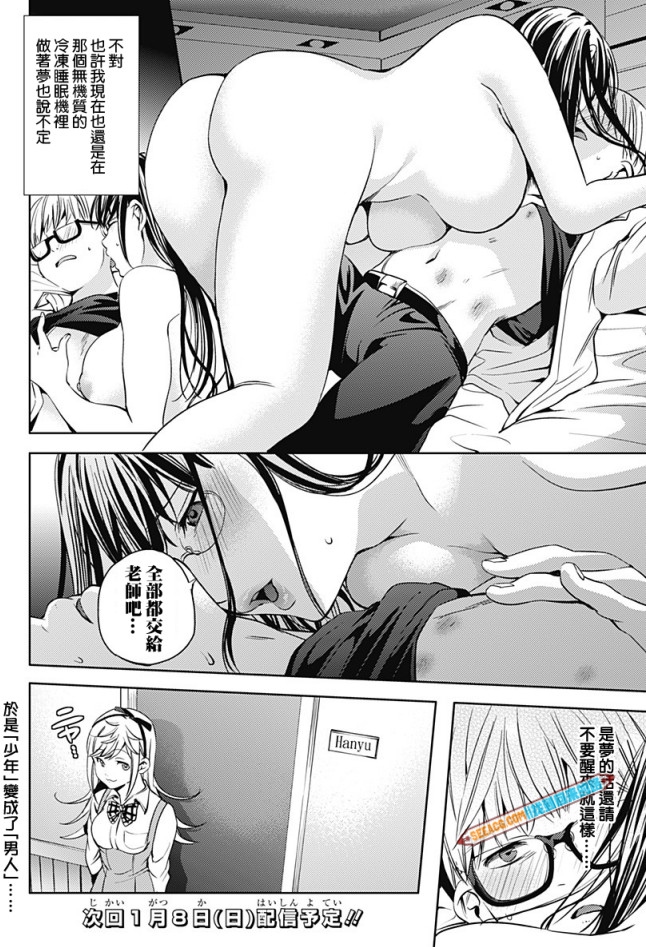 不對
也許我現在也還是在
那個無機質的
冷凍睡眠機裡
做著夢也說不定
全部都交給
老師吧…
是夢的話還請
不要醒來就這樣……
Hanyu
ニヤ…
於是「少年」變成了「男人」……
じかい がつ か はいしん よてい
次回1月8日(日)配信予定!!
SEEACG.COM